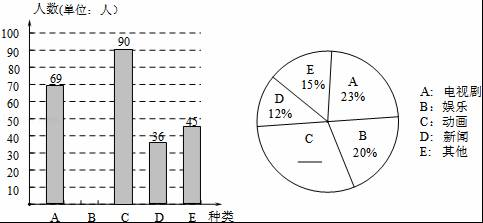 人数(单位：人)
100
90
80
70
60
50
40
30
20
10
69
90
36
45
A B C D E 种类
E
15%
A
23%
D
12%
C
B
20%
A: 电视剧
B: 娱乐
C: 动画
D: 新闻
E: 其他